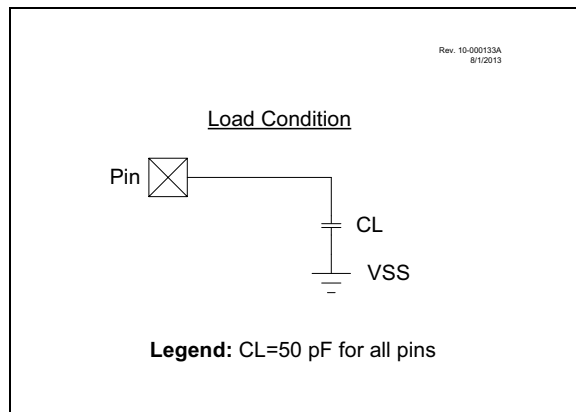 Rev. 10-000133A
8/1/2013
Load Condition
Pin
CL
VSS
Legend: CL=50 pF for all pins